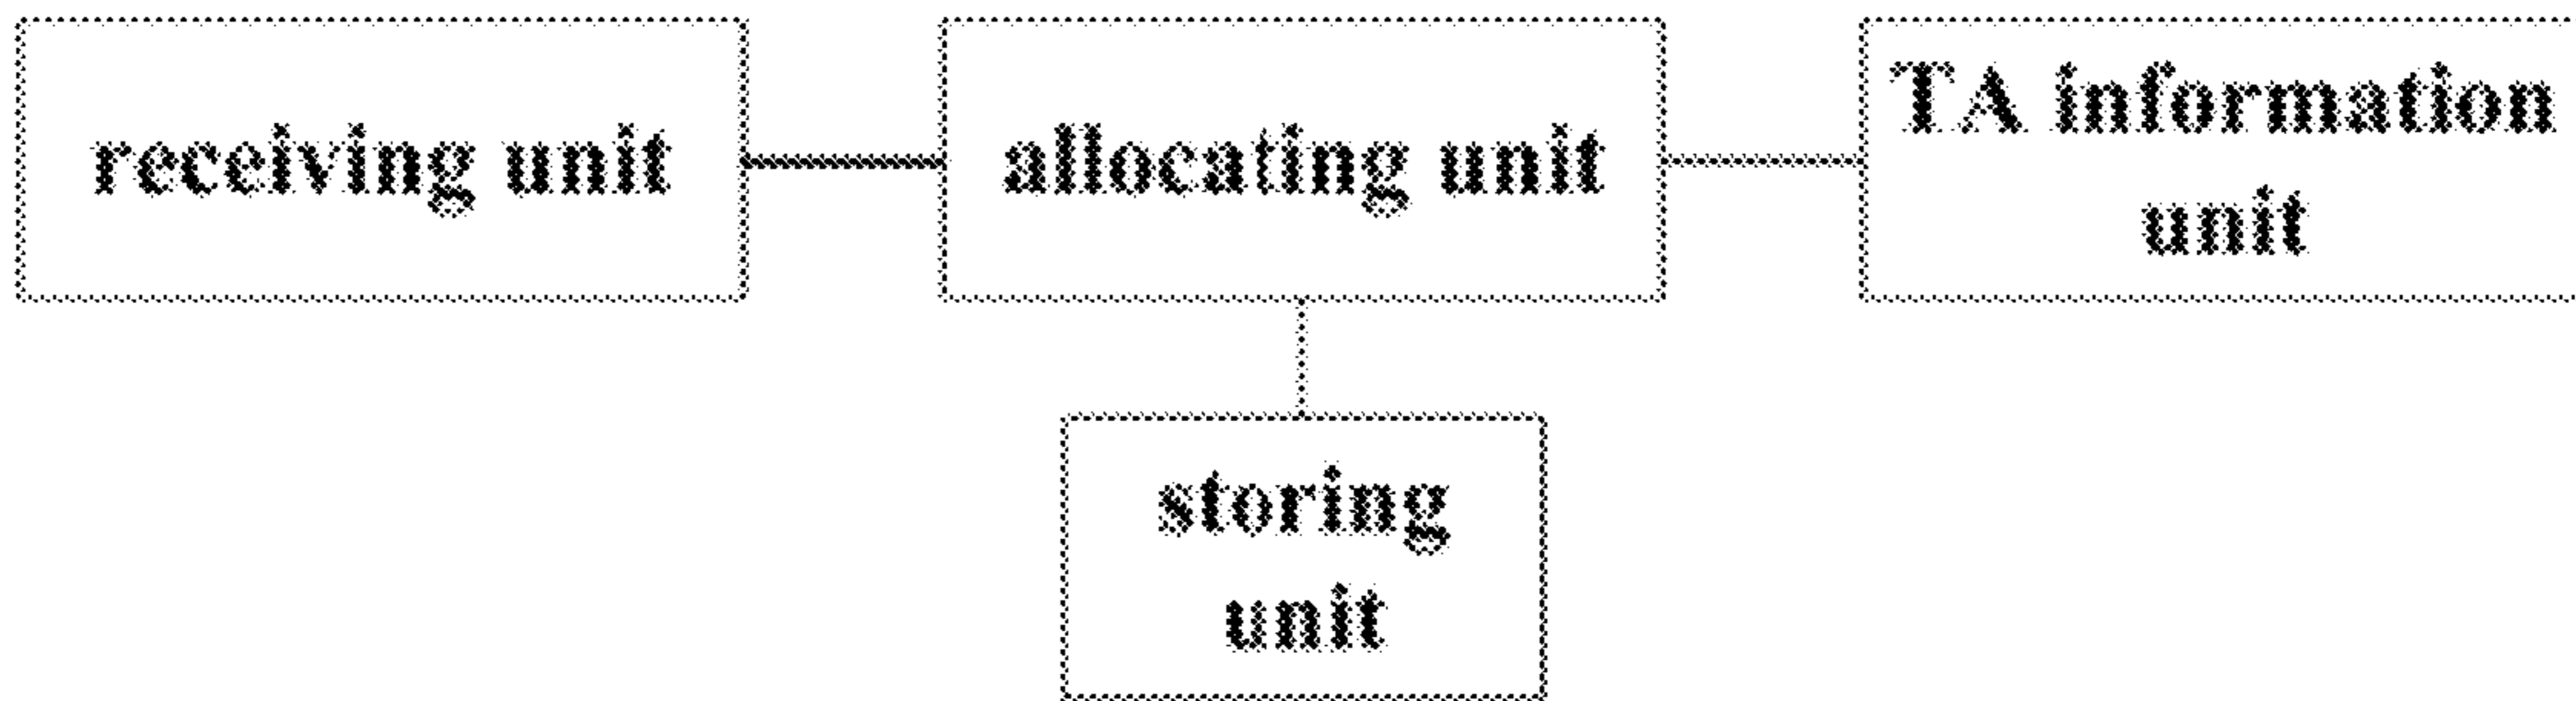 receiving unit
allocating unit
TA information
unit
storing
unit